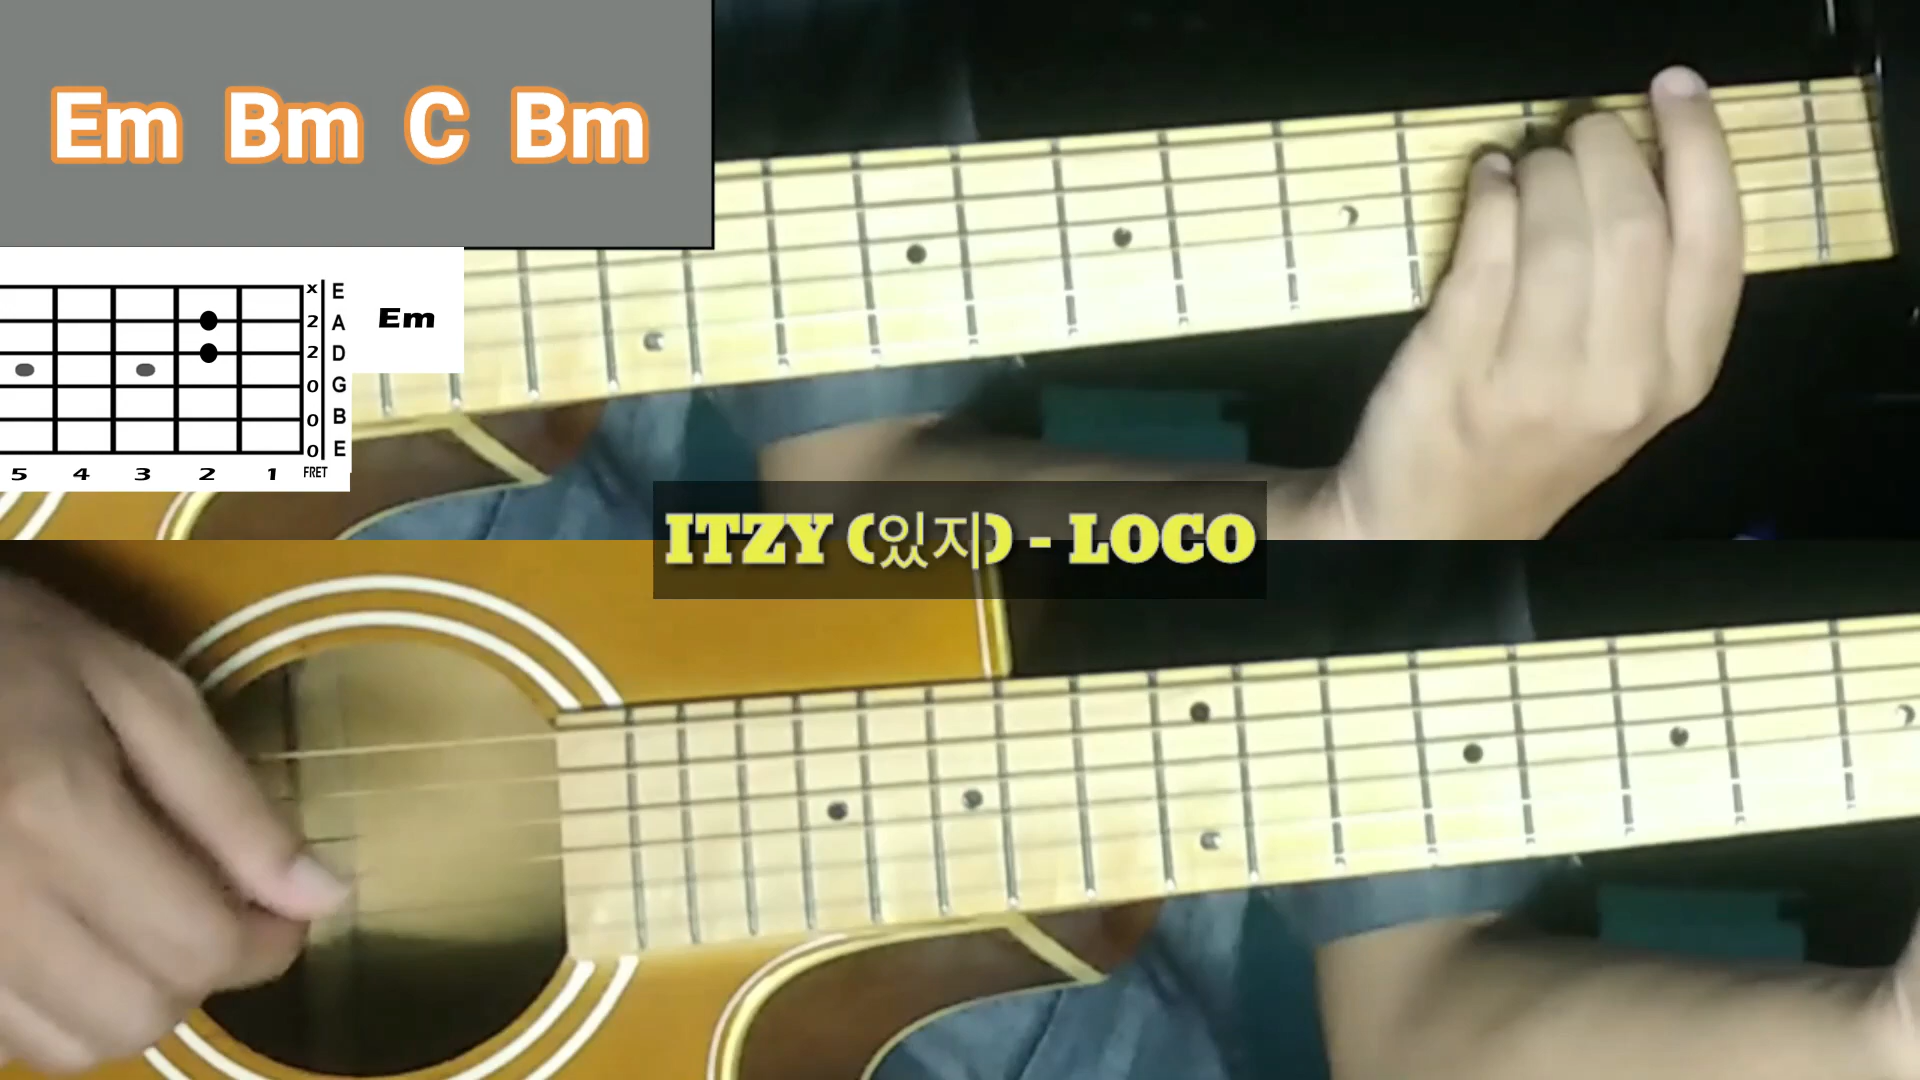 Em Bm C Bm
x E
2 A
2 D
0 G
0 B
0 E
Em
5 4 3 2 1 FRET
ITZY (있지) - LOCO